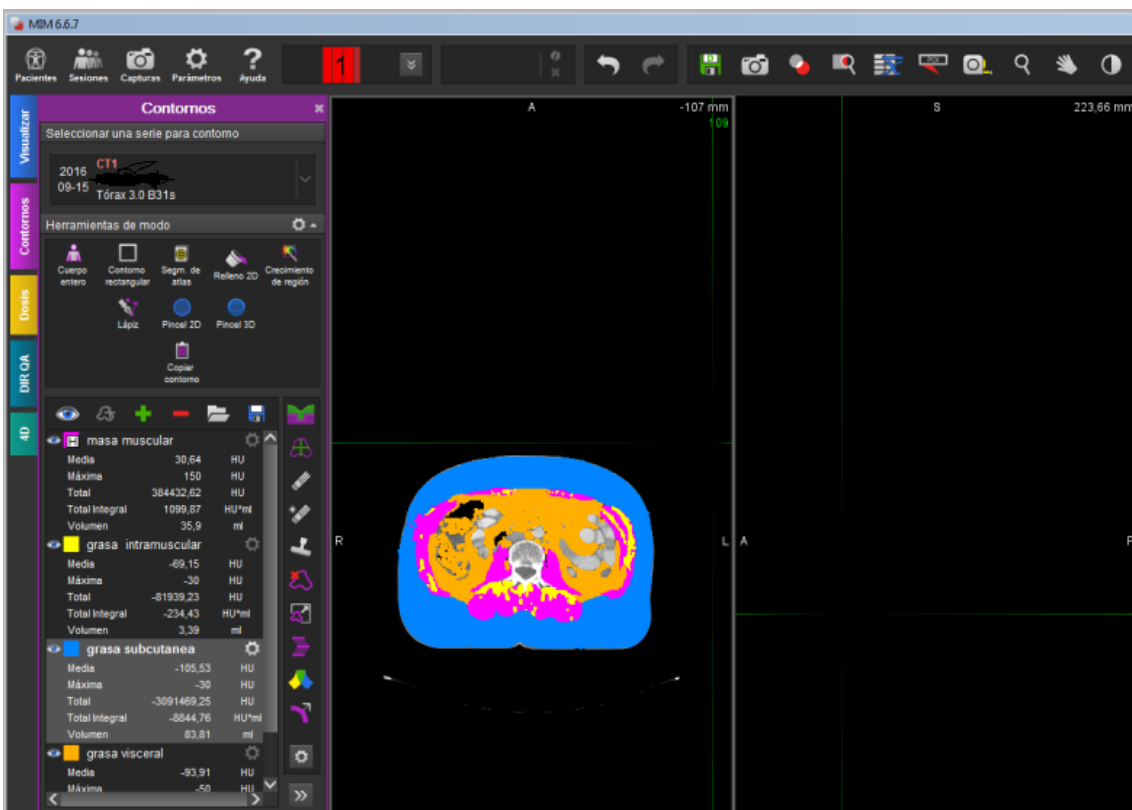 MIM 6.6.7
Pacientes Sesiones Capturas Parámetros Ayuda
1
Visualizar
Contornos
Dosis
DIR QA
4D
Contornos
Seleccionar una serie para contorno
2016
09-15
CT1
Tórax 3.0 B31s
Herramientas de modo
Cuerpo entero
Contorno rectangular
Segm. de atlas
Relleno 2D
Crecimiento de región
Lápiz
Pincel 2D
Pincel 3D
Copiar contorno
masa muscular
Media 30,64 HU
Máxima 150 HU
Total 384432,62 HU
Total Integral 1099,87 HU*ml
Volumen 35,9 ml
grasa intramuscular
Media -69,15 HU
Máxima -30 HU
Total -81939,23 HU
Total Integral -234,43 HU*ml
Volumen 3,39 ml
grasa subcutanea
Media -105,53 HU
Máxima -30 HU
Total -3091469,25 HU
Total Integral -8844,76 HU*ml
Volumen 83,81 ml
grasa visceral
Media -93,91 HU
Máxima -50 HU
A
-107 mm
109
R
L
S
223,66 mm
A
P